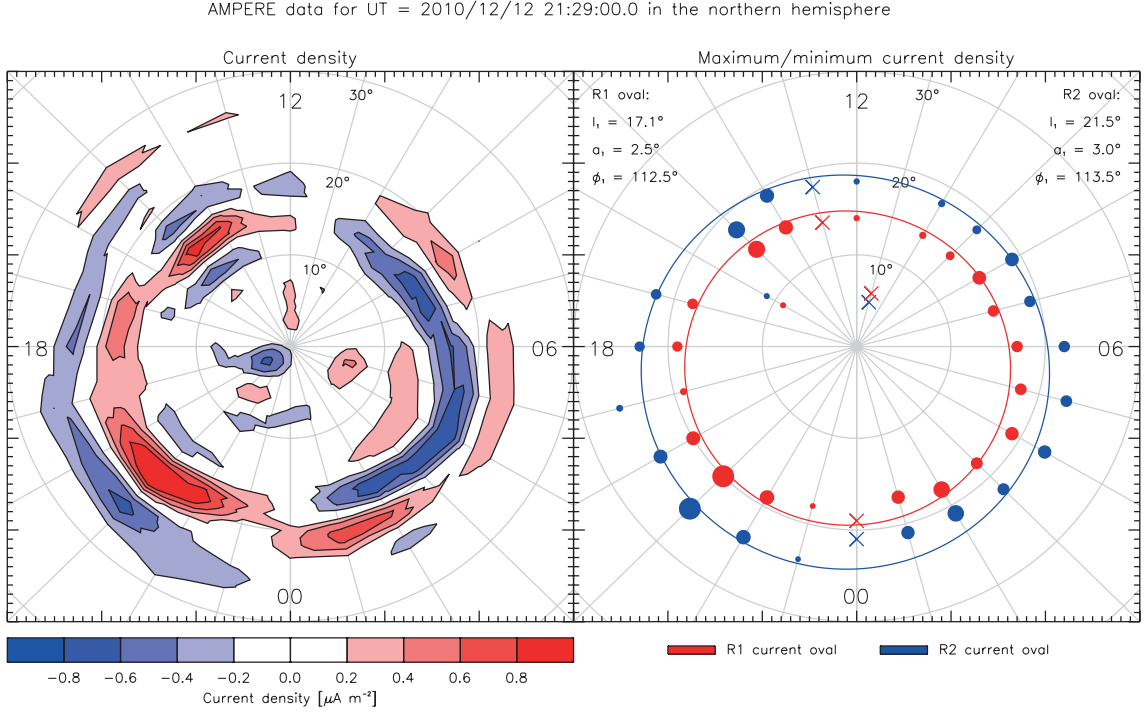 AMPERE data for UT = 2010/12/12 21:29:00.0 in the northern hemisphere
Current density
Maximum/minimum current density
12
30°
20°
10°
18
00
R1 oval:
l₁ = 17.1°
a₁ = 2.5°
ϕ₁ = 112.5°
12
30°
R2 oval:
l₁ = 21.5°
a₁ = 3.0°
ϕ₁ = 113.5°
20°
10°
06
18
06
00
−0.8
−0.6
−0.4
−0.2
0.0
0.2
0.4
0.6
0.8
Current density [μA m⁻²]
R1 current oval
R2 current oval